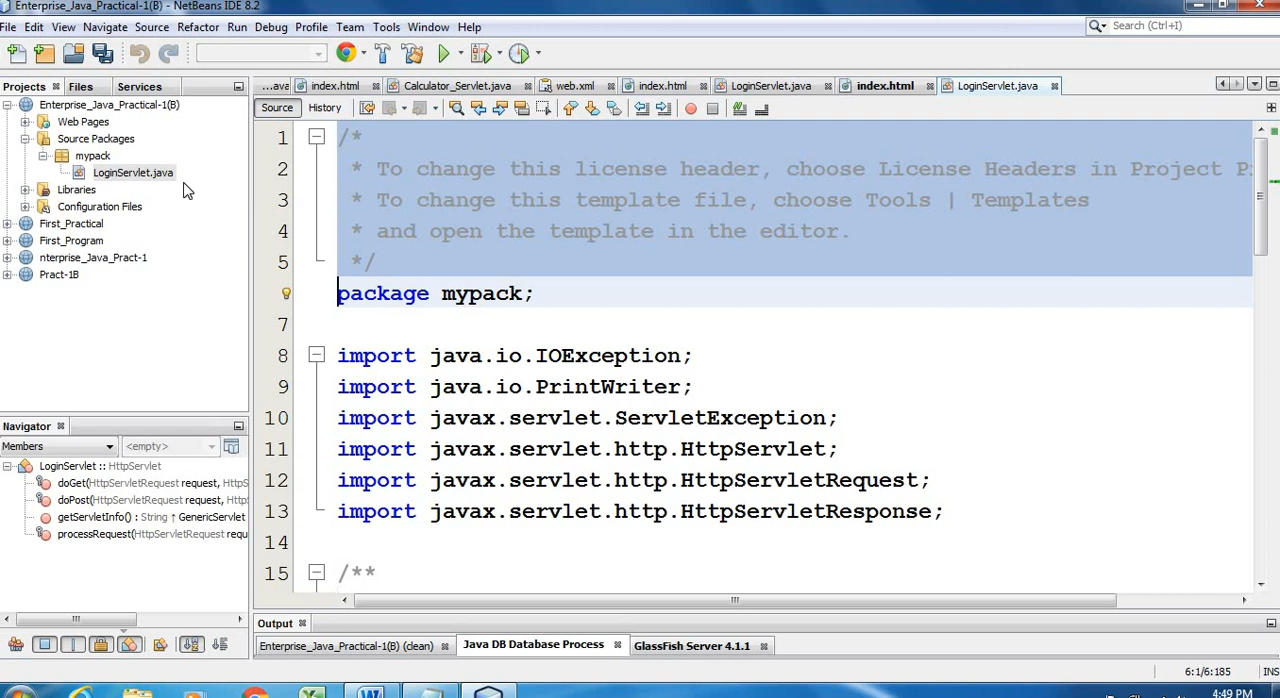 Enterprise_Java_Practical-1(B) - NetBeans IDE 8.2
File Edit View Navigate Source Refactor Run Debug Profile Team Tools Window Help
Search (Ctrl+I)
Projects Files Services
...ava index.html Calculator_Servlet.java web.xml index.html LoginServlet.java index.html LoginServlet.java
Source History
Enterprise_Java_Practical-1(B)
Web Pages
Source Packages
mypack
LoginServlet.java
Libraries
Configuration Files
First_Practical
First_Program
nterprise_Java_Pract-1
Pract-1B
1 /*
2 * To change this license header, choose License Headers in Project P
3 * To change this template file, choose Tools | Templates
4 * and open the template in the editor.
5 */
package mypack;
7
8 import java.io.IOException;
9 import java.io.PrintWriter;
10 import javax.servlet.ServletException;
11 import javax.servlet.http.HttpServlet;
12 import javax.servlet.http.HttpServletRequest;
13 import javax.servlet.http.HttpServletResponse;
14
15 /**
Navigator
Members <empty>
LoginServlet :: HttpServlet
doGet(HttpServletRequest request, HttpS
doPost(HttpServletRequest request, Http
getServletInfo() : String ↑ GenericServlet
processRequest(HttpServletRequest requ
Output
Enterprise_Java_Practical-1(B) (clean) Java DB Database Process GlassFish Server 4.1.1
6:1/6:185 INS
4:49 PM